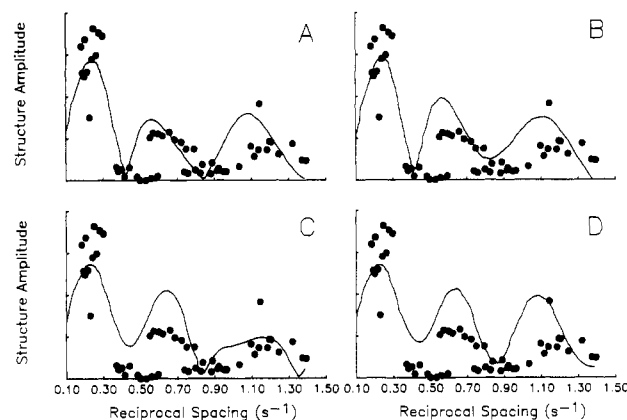 A
B
Structure Amplitude
C
D
Structure Amplitude
0.10 0.30 0.50 0.70 0.90 1.10 1.30 1.50
0.10 0.30 0.50 0.70 0.90 1.10 1.30 1.50
Reciprocal Spacing (s⁻¹)
Reciprocal Spacing (s⁻¹)